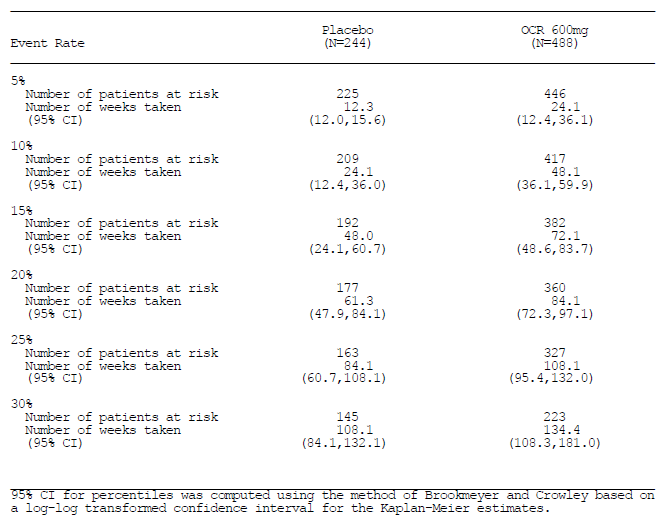 Placebo OCR 600mg
Event Rate (N=244) (N=488)
5%
Number of patients at risk 225 446
Number of weeks taken 12.3 24.1
(95% CI) (12.0,15.6) (12.4,36.1)
10%
Number of patients at risk 209 417
Number of weeks taken 24.1 48.1
(95% CI) (12.4,36.0) (36.1,59.9)
15%
Number of patients at risk 192 382
Number of weeks taken 48.0 72.1
(95% CI) (24.1,60.7) (48.6,83.7)
20%
Number of patients at risk 177 360
Number of weeks taken 61.3 84.1
(95% CI) (47.9,84.1) (72.3,97.1)
25%
Number of patients at risk 163 327
Number of weeks taken 84.1 108.1
(95% CI) (60.7,108.1) (95.4,132.0)
30%
Number of patients at risk 145 223
Number of weeks taken 108.1 134.4
(95% CI) (84.1,132.1) (108.3,181.0)
95% CI for percentiles was computed using the method of Brookmeyer and Crowley based on
a log-log transformed confidence interval for the Kaplan-Meier estimates.